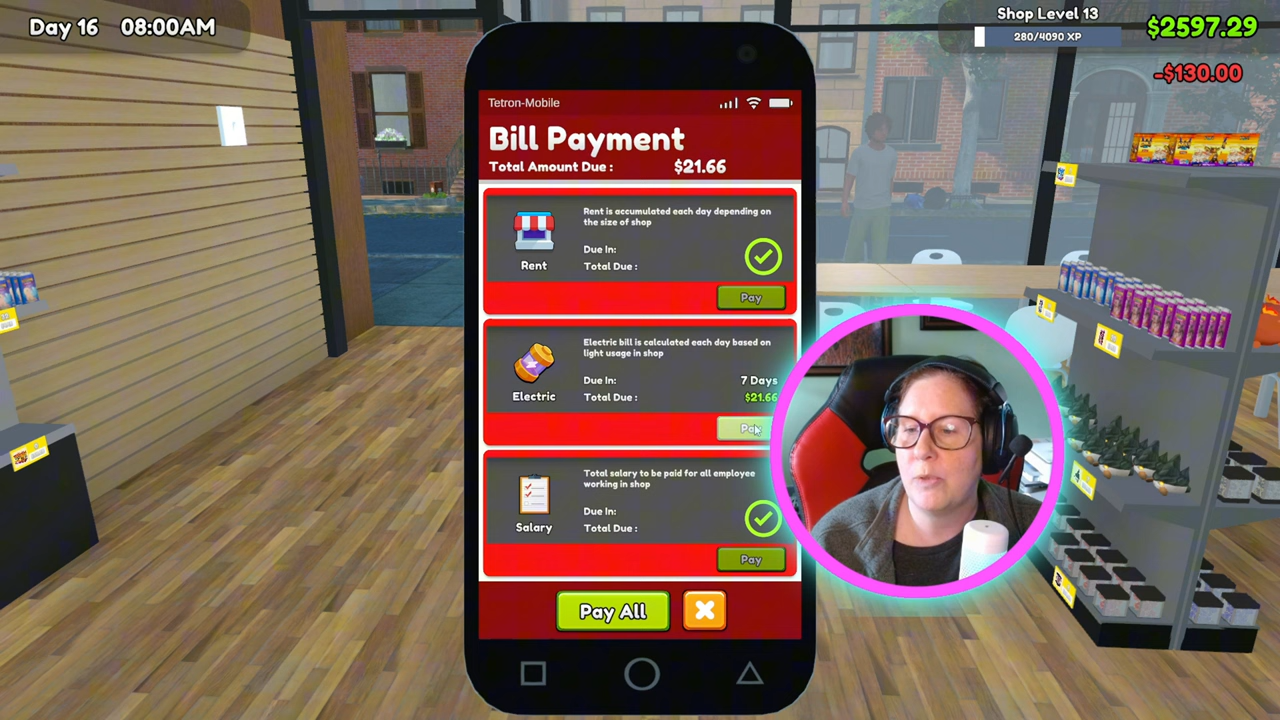 Day 16 08:00AM
Shop Level 13
280/4090 XP
$2597.29
-$130.00
Tetron-Mobile
Bill Payment
Total Amount Due : $21.66
Rent is accumulated each day depending on
the size of shop
Rent
Due In:
Total Due :
Pay
Electric bill is calculated each day based on
light usage in shop
Electric
Due In: 7 Days
Total Due : $21.66
Pay
Total salary to be paid for all employee
working in shop
Salary
Due In:
Total Due :
Pay
Pay All